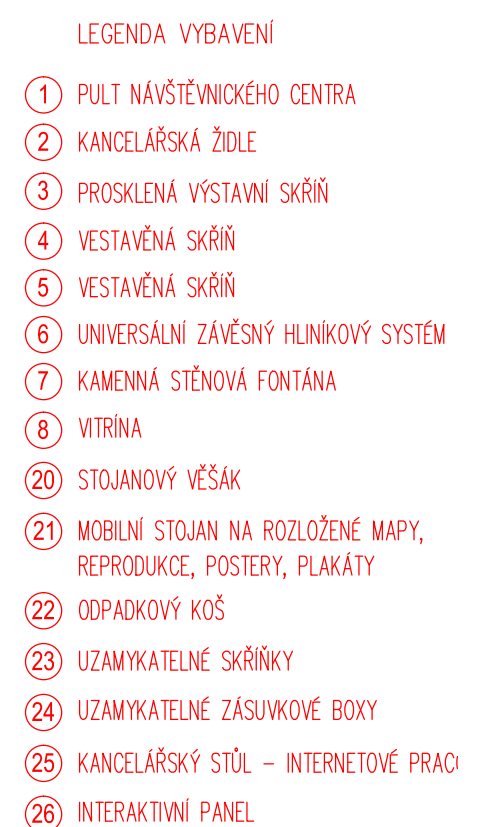 LEGENDA VYBAVENÍ
1 PULT NÁVŠTĚVNICKÉHO CENTRA
2 KANCELÁŘSKÁ ŽIDLE
3 PROSKLENÁ VÝSTAVNÍ SKŘÍŇ
4 VESTAVĚNÁ SKŘÍŇ
5 VESTAVĚNÁ SKŘÍŇ
6 UNIVERSÁLNÍ ZÁVĚSNÝ HLINÍKOVÝ SYSTÉM
7 KAMENNÁ STĚNOVÁ FONTÁNA
8 VITRÍNA
20 STOJANOVÝ VĚŠÁK
21 MOBILNÍ STOJAN NA ROZLOŽENÉ MAPY,
REPRODUKCE, POSTERY, PLAKÁTY
22 ODPADKOVÝ KOŠ
23 UZAMYKATELNÉ SKŘÍŇKY
24 UZAMYKATELNÉ ZÁSUVKOVÉ BOXY
25 KANCELÁŘSKÝ STŮL – INTERNETOVÉ
26 INTERAKTIVNÍ PANEL